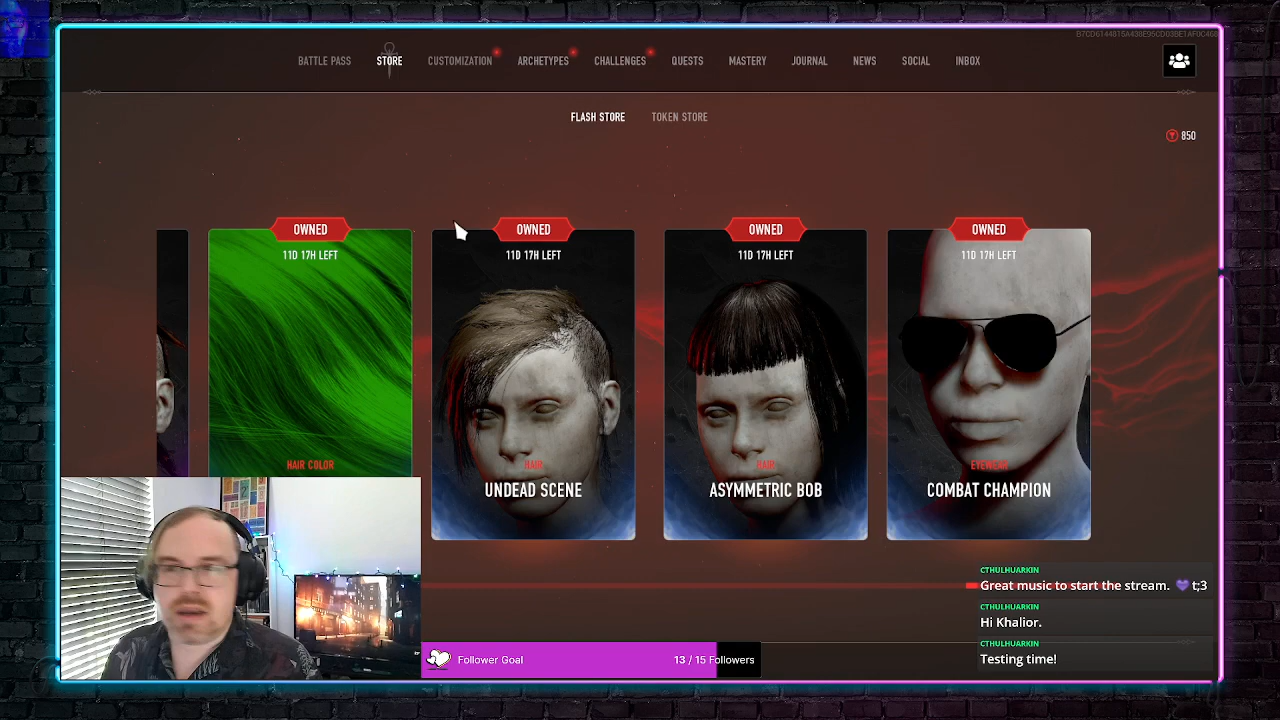 B7CD6144815A438E95CD03BE1AF0C468
BATTLE PASS
STORE
CUSTOMIZATION
ARCHETYPES
CHALLENGES
QUESTS
MASTERY
JOURNAL
NEWS
SOCIAL
INBOX
FLASH STORE
TOKEN STORE
850
OWNED
11D 17H LEFT
HAIR COLOR
OWNED
11D 17H LEFT
HAIR
UNDEAD SCENE
OWNED
11D 17H LEFT
HAIR
ASYMMETRIC BOB
OWNED
11D 17H LEFT
EYEWEAR
COMBAT CHAMPION
CTHULHUARKIN
Great music to start the stream. 💜 t:3
CTHULHUARKIN
Hi Khalior.
CTHULHUARKIN
Testing time!
Follower Goal
13 / 15 Followers